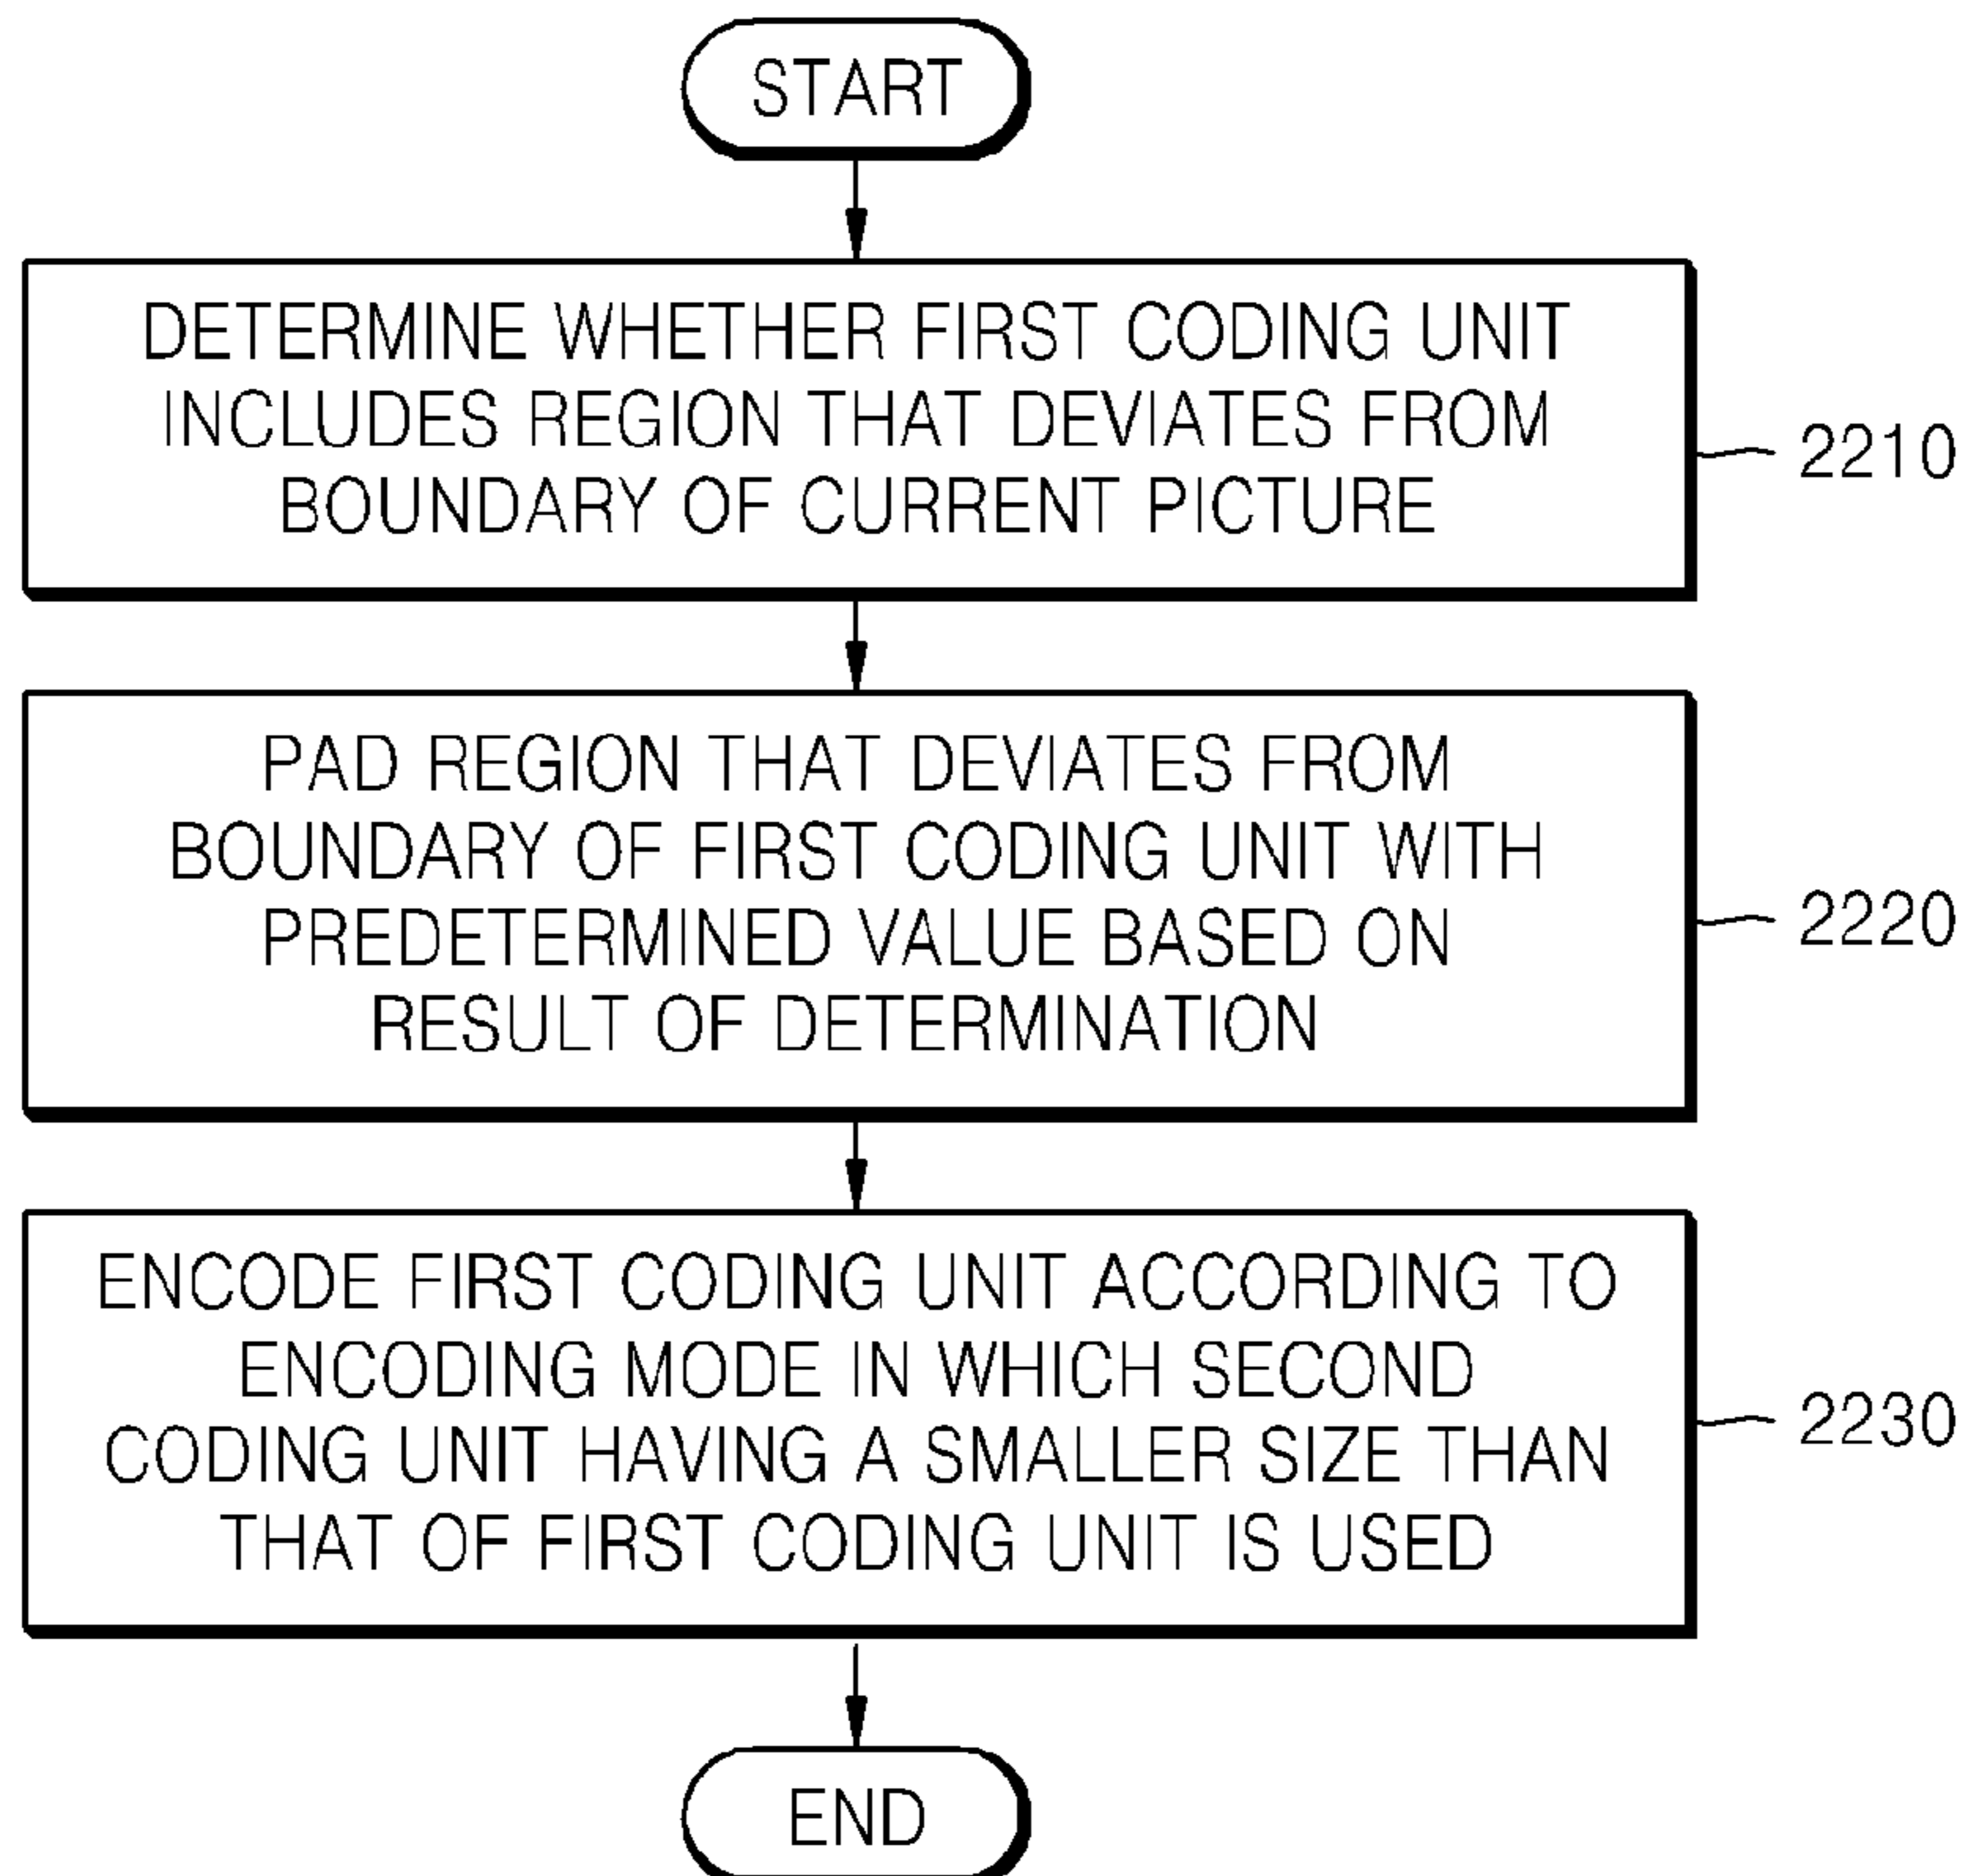 START
DETERMINE WHETHER FIRST CODING UNIT
INCLUDES REGION THAT DEVIATES FROM
BOUNDARY OF CURRENT PICTURE
2210
PAD REGION THAT DEVIATES FROM
BOUNDARY OF FIRST CODING UNIT WITH
PREDETERMINED VALUE BASED ON
RESULT OF DETERMINATION
2220
ENCODE FIRST CODING UNIT ACCORDING TO
ENCODING MODE IN WHICH SECOND
CODING UNIT HAVING A SMALLER SIZE THAN
THAT OF FIRST CODING UNIT IS USED
2230
END